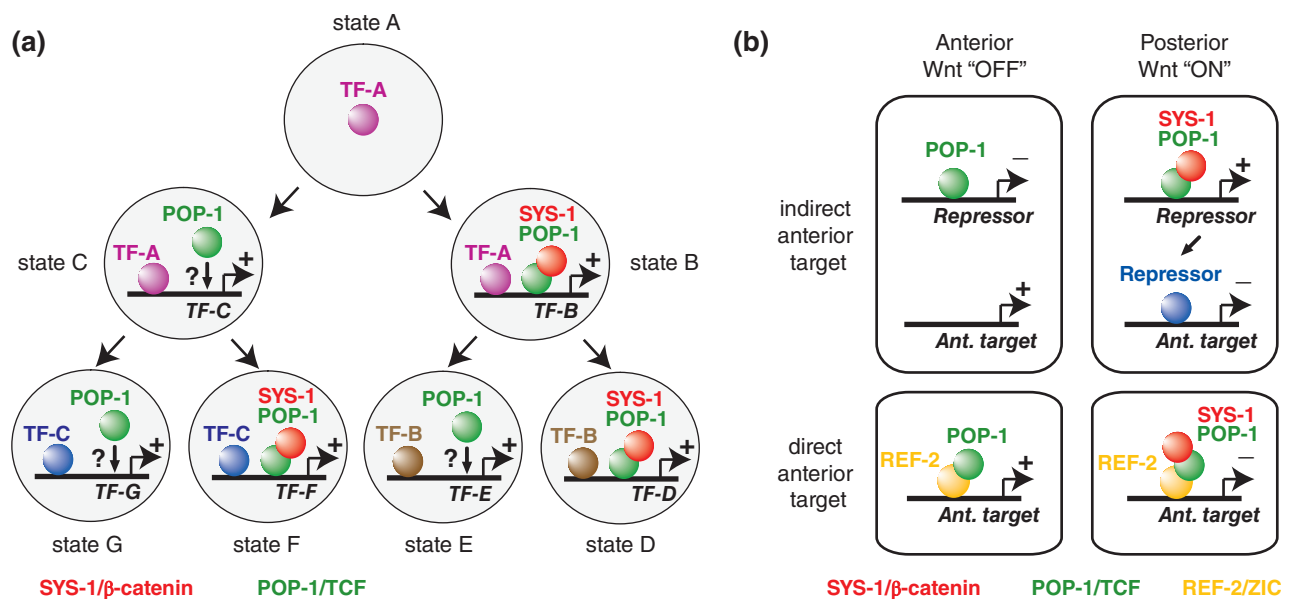 (a)
state A
TF-A
state C
POP-1
TF-A
?
+
TF-C
SYS-1
POP-1
TF-A
+
TF-B
state B
POP-1
TF-C
?
+
TF-G
state G
SYS-1
POP-1
TF-C
+
TF-F
state F
POP-1
TF-B
?
+
TF-E
state E
SYS-1
POP-1
TF-B
+
TF-D
state D
SYS-1/β-catenin POP-1/TCF
(b)
Anterior
Wnt “OFF”
Posterior
Wnt “ON”
indirect
anterior
target
POP-1
–
Repressor
+
Ant. target
SYS-1
POP-1
+
Repressor
Repressor
–
Ant. target
direct
anterior
target
POP-1
REF-2
+
Ant. target
SYS-1
POP-1
REF-2
–
Ant. target
SYS-1/β-catenin POP-1/TCF REF-2/ZIC